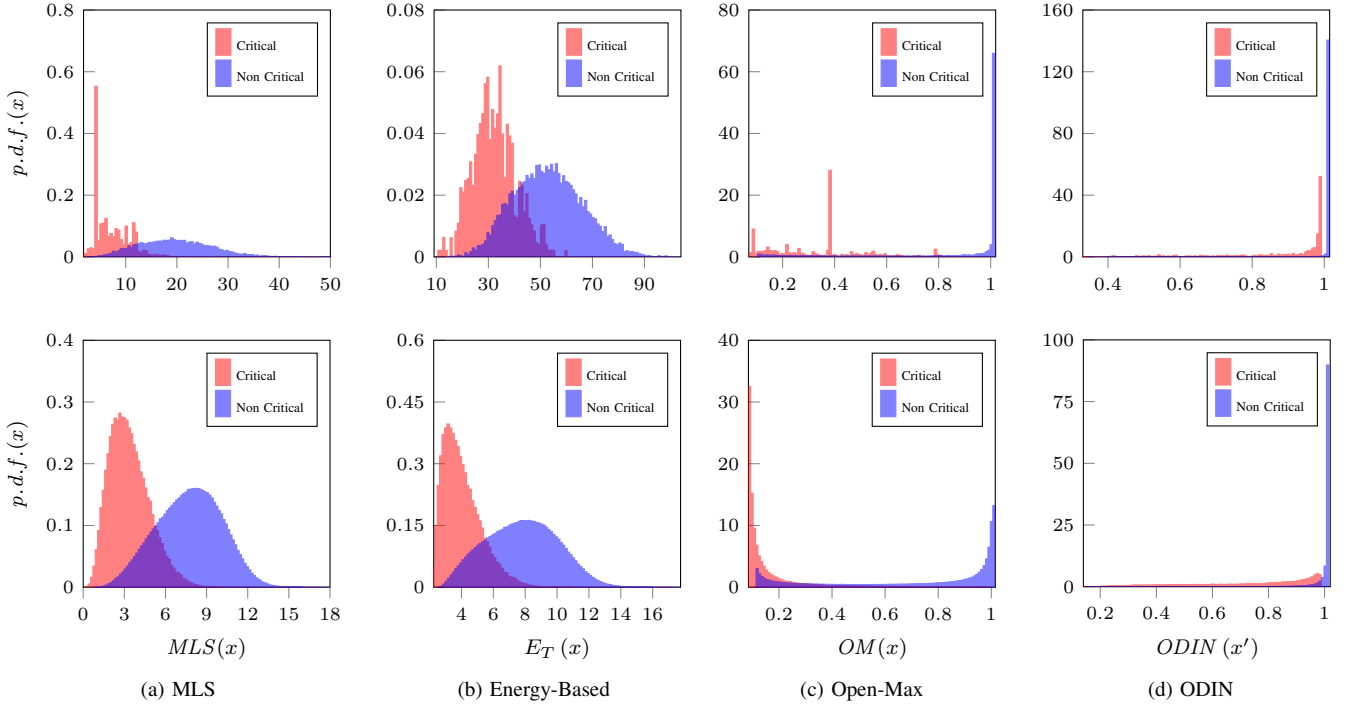 0.8
0.6
0.4
0.2
0
10 20 30 40 50
p.d.f.(x)
Critical
Non Critical
0.08
0.06
0.04
0.02
0
10 30 50 70 90
Critical
Non Critical
80
60
40
20
0
0.2 0.4 0.6 0.8 1
Critical
Non Critical
160
120
80
40
0
0.4 0.6 0.8 1
Critical
Non Critical
0.4
0.3
0.2
0.1
0
0 3 6 9 12 15 18
p.d.f.(x)
MLS(x)
Critical
Non Critical
(a) MLS
0.6
0.45
0.3
0.15
0
4 6 8 10 12 14 16
E_T (x)
Critical
Non Critical
(b) Energy-Based
40
30
20
10
0
0.2 0.4 0.6 0.8 1
OM(x)
Critical
Non Critical
(c) Open-Max
100
75
50
25
0
0.2 0.4 0.6 0.8 1
ODIN (x′)
Critical
Non Critical
(d) ODIN